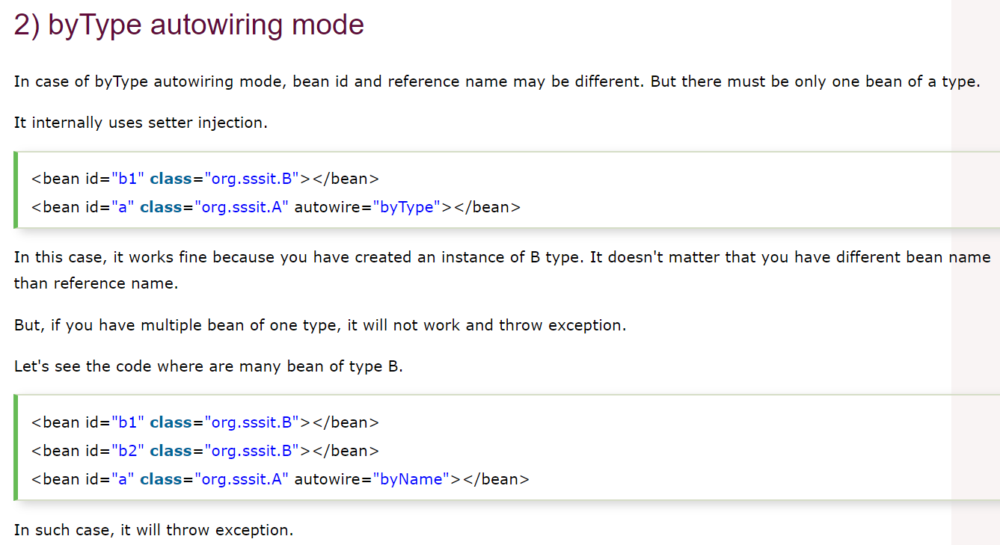 2) byType autowiring mode
In case of byType autowiring mode, bean id and reference name may be different. But there must be only one bean of a type.
It internally uses setter injection.
<bean id="b1" class="org.sssit.B"></bean>
<bean id="a" class="org.sssit.A" autowire="byType"></bean>
In this case, it works fine because you have created an instance of B type. It doesn't matter that you have different bean name
than reference name.
But, if you have multiple bean of one type, it will not work and throw exception.
Let's see the code where are many bean of type B.
<bean id="b1" class="org.sssit.B"></bean>
<bean id="b2" class="org.sssit.B"></bean>
<bean id="a" class="org.sssit.A" autowire="byName"></bean>
In such case, it will throw exception.